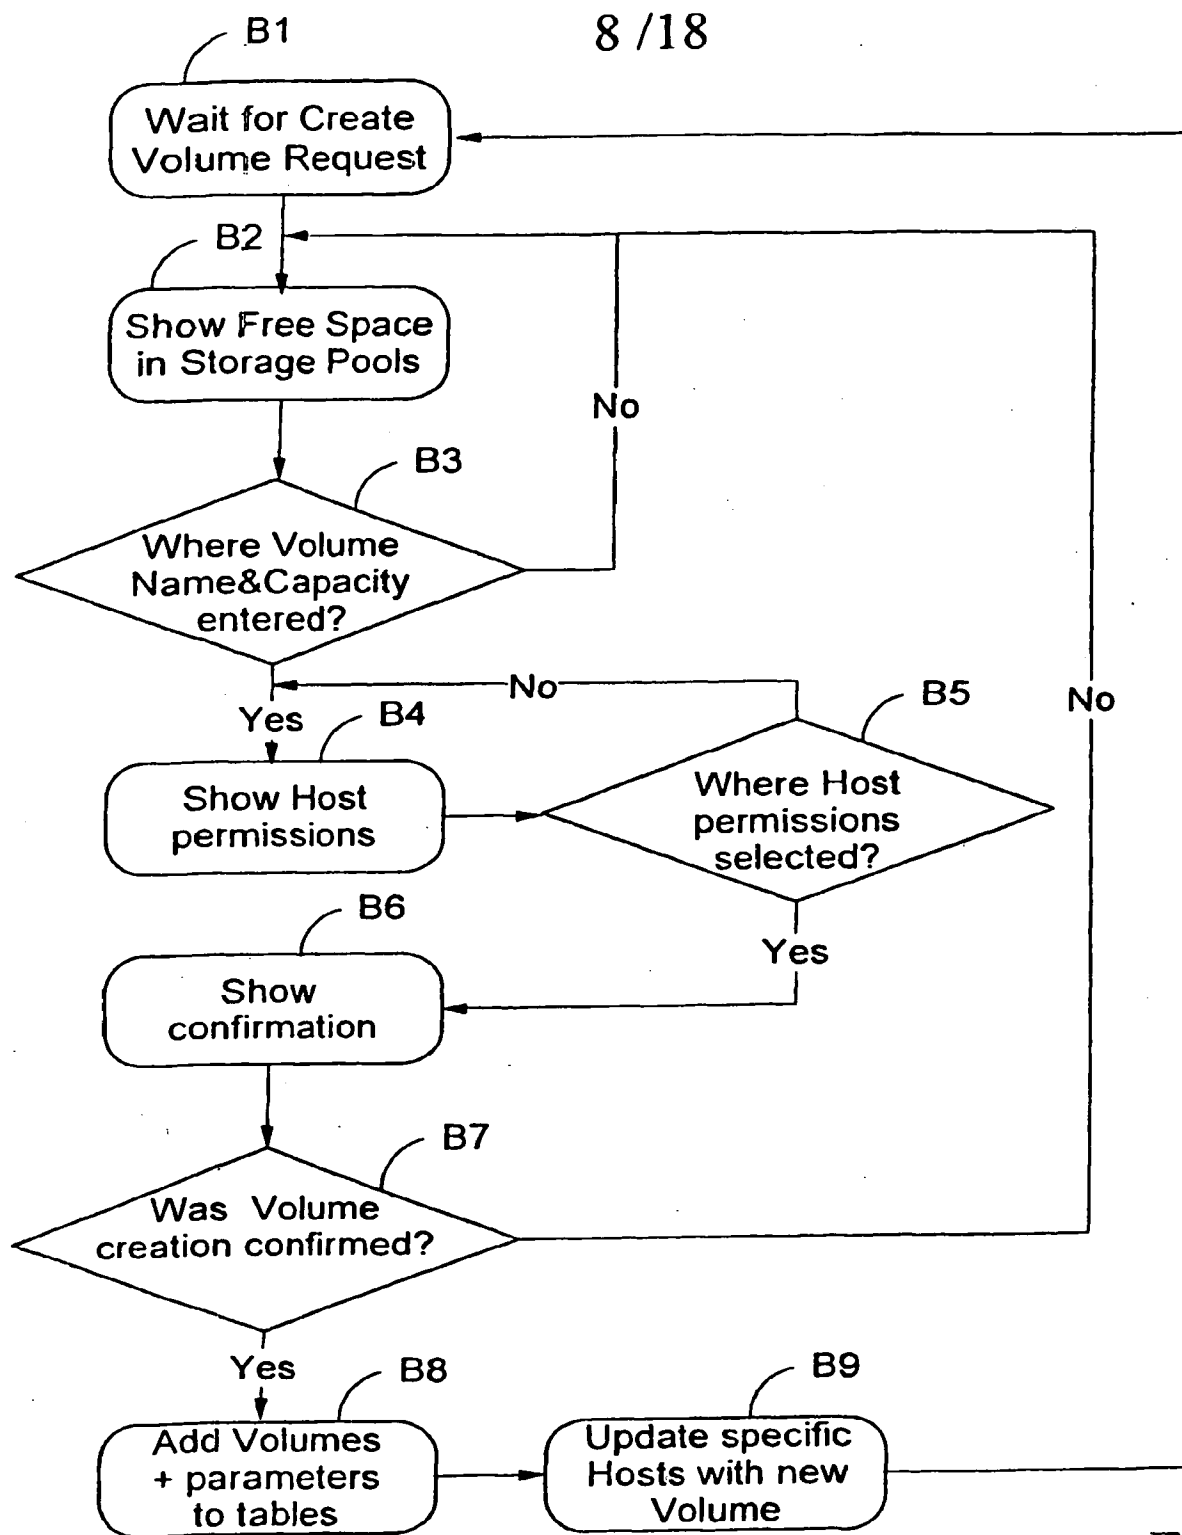 B1
8 /18
Wait for Create
Volume Request
B2
Show Free Space
in Storage Pools
No
B3
Where Volume
Name&Capacity
entered?
No
Yes
B4
B5
No
Show Host
permissions
Where Host
permissions
selected?
B6
Yes
Show
confirmation
B7
Was Volume
creation confirmed?
Yes
B8
B9
Add Volumes
+ parameters
to tables
Update specific
Hosts with new
Volume